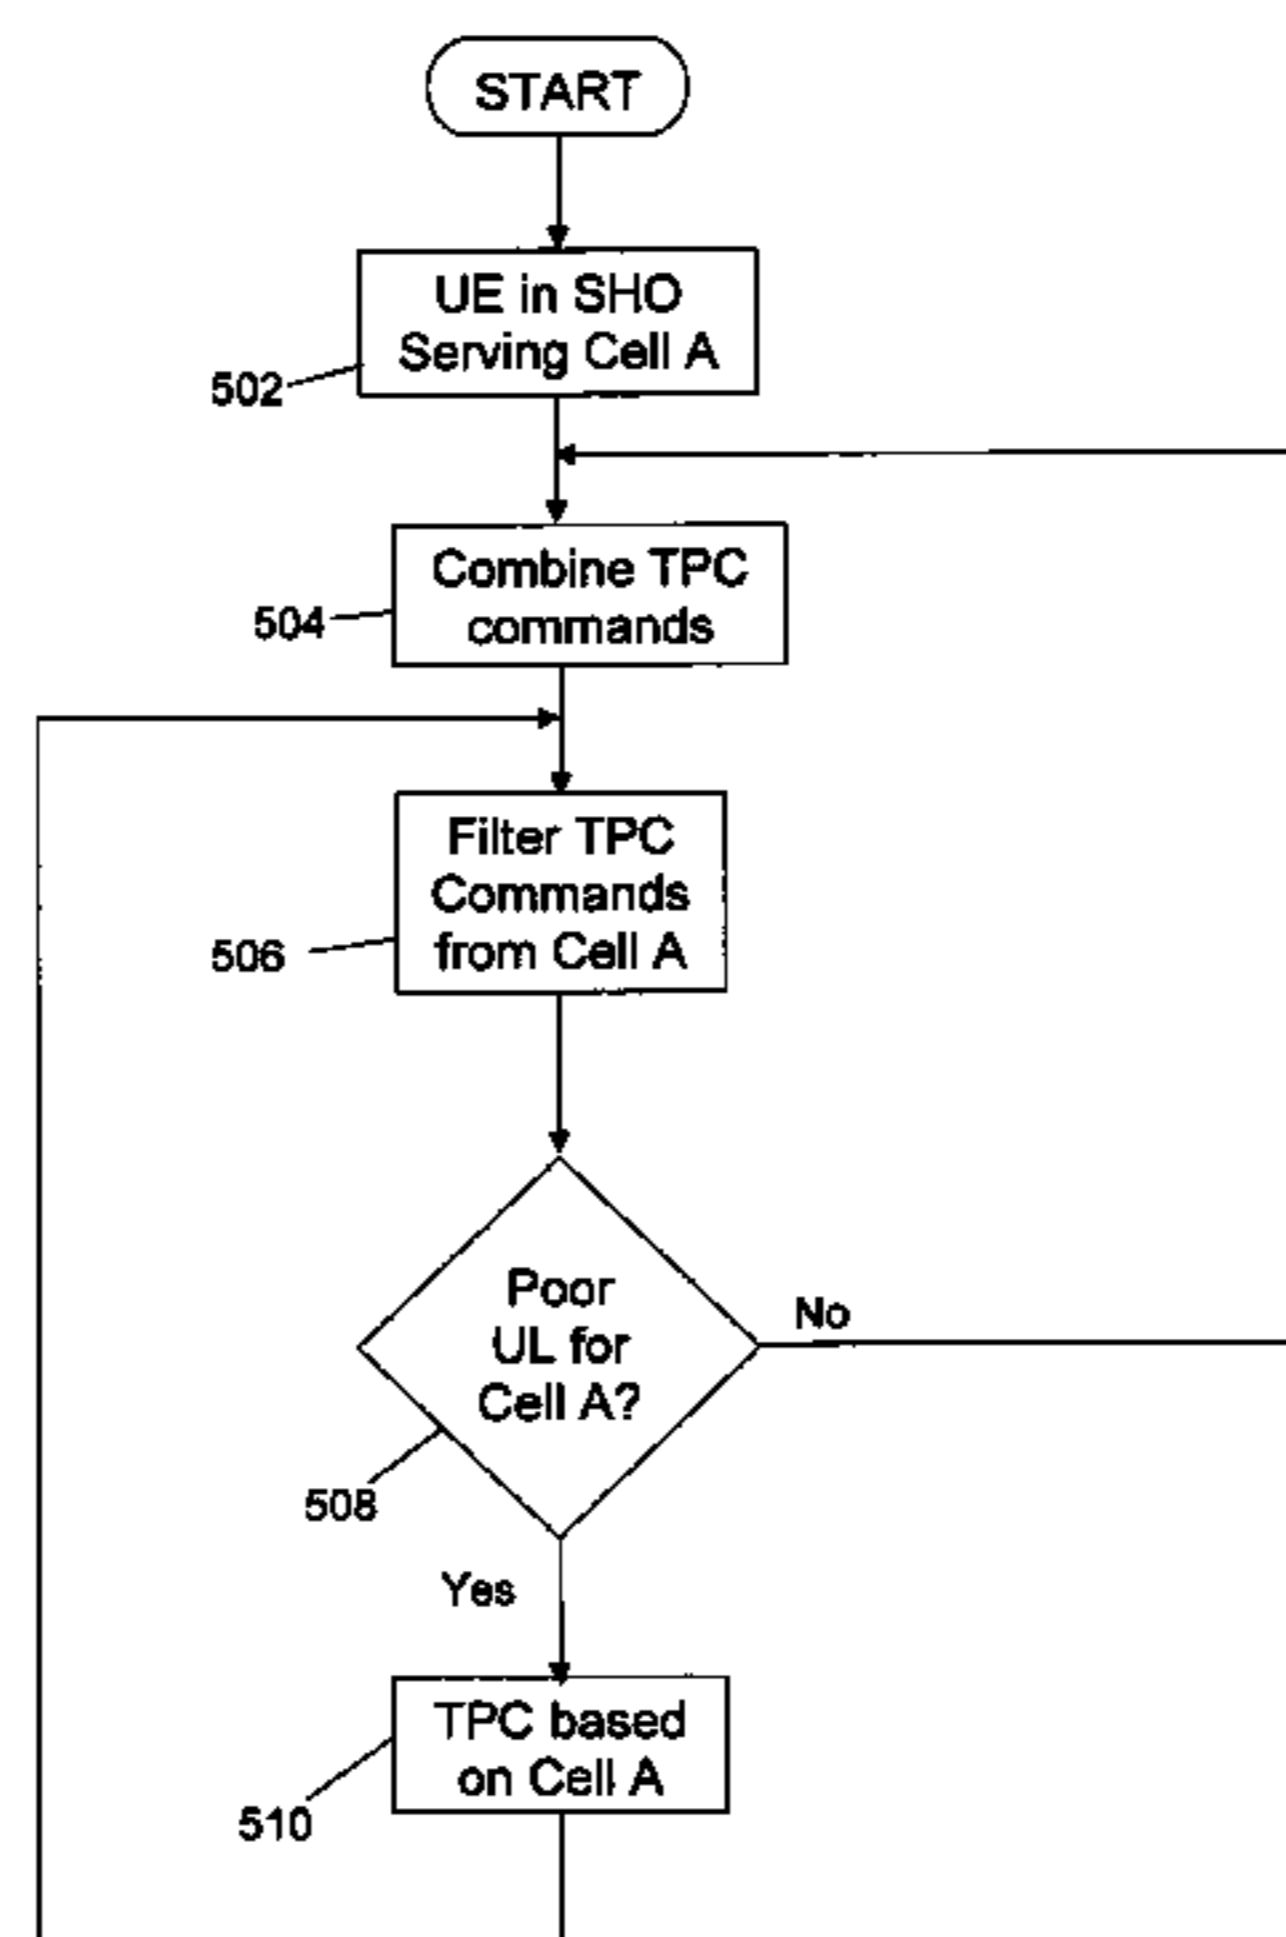 START
UE in SHO
Serving Cell A
502
Combine TPC
commands
504
Filter TPC
Commands
from Cell A
506
Poor
UL for
Cell A?
No
508
Yes
TPC based
on Cell A
510